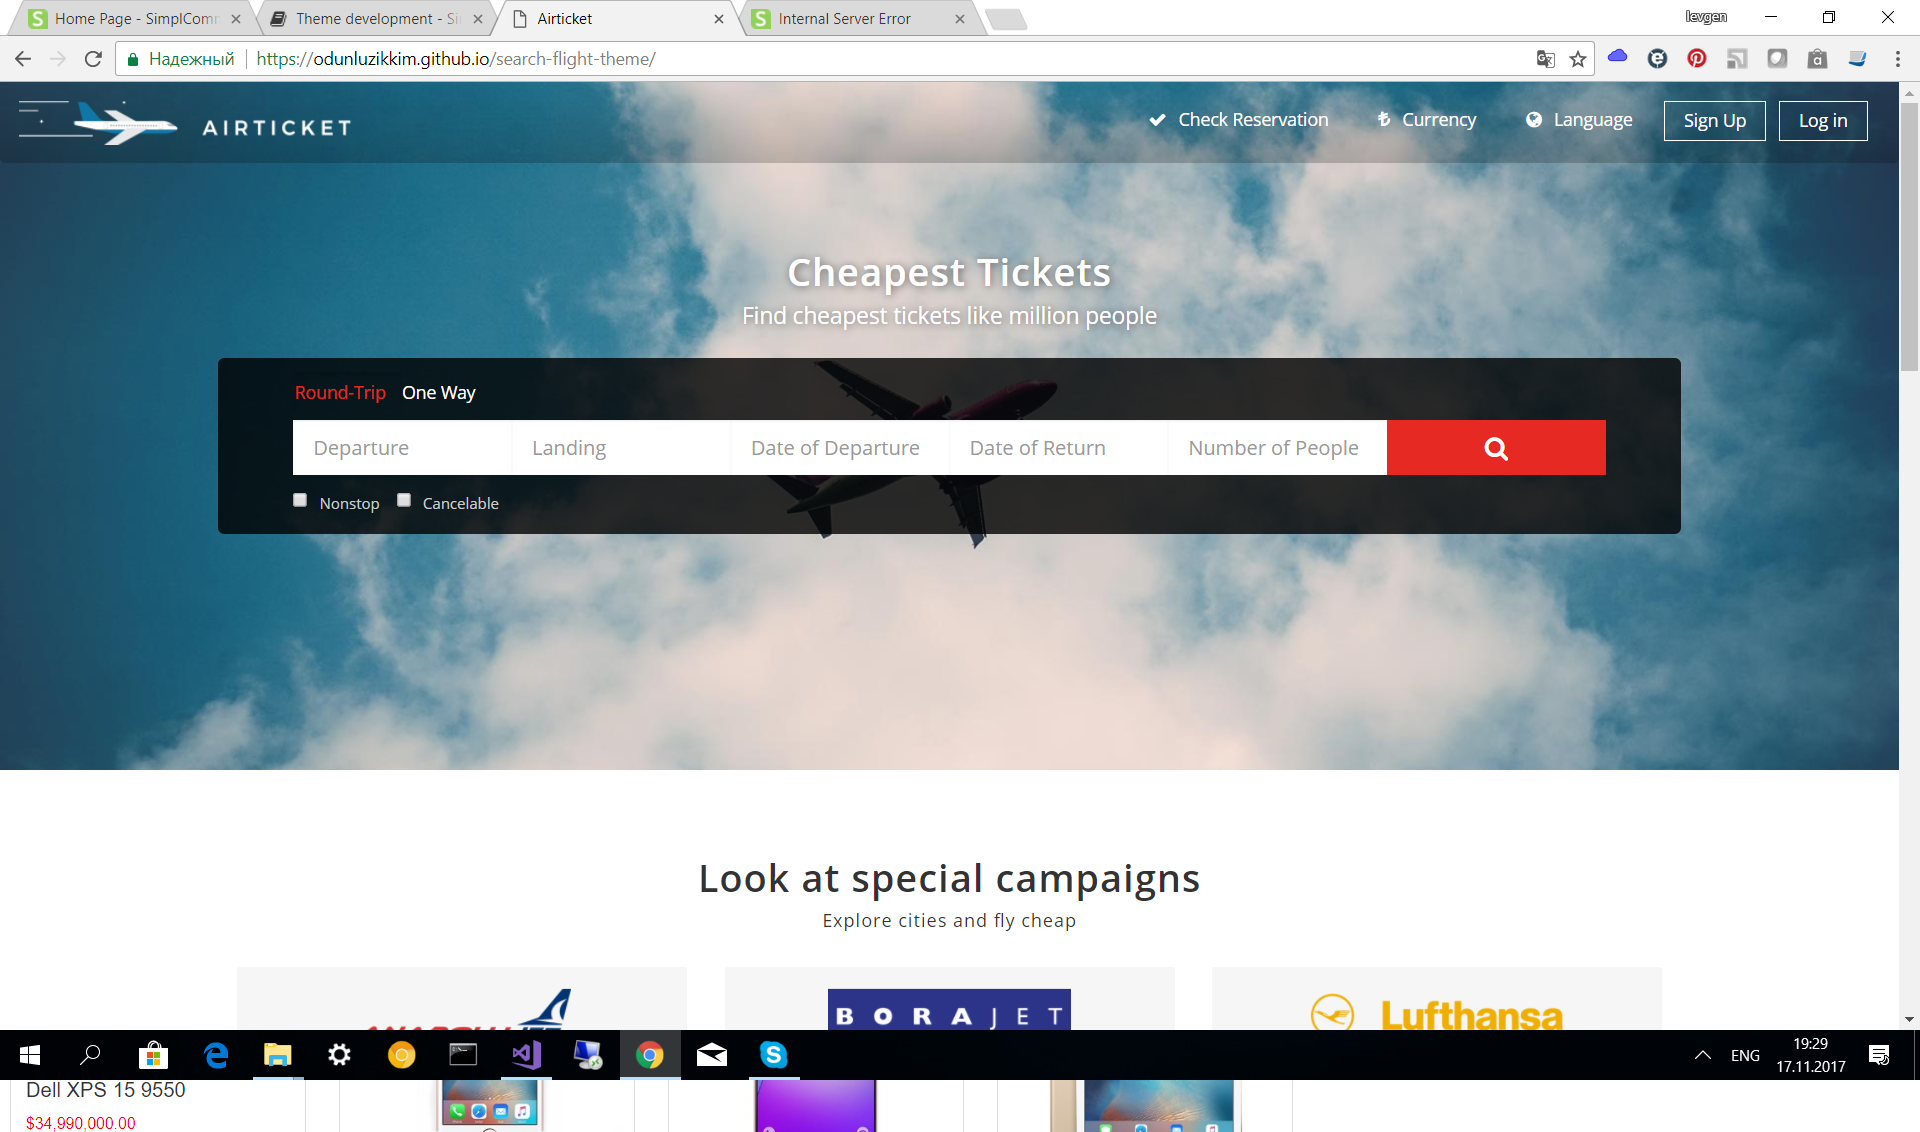 Home Page - SimplComm
Theme development - Si
Airticket
Internal Server Error
Ievgen
Надежный
https://odunluzikkim.github.io/search-flight-theme/
AIRTICKET
Check Reservation
Currency
Language
Sign Up
Log in
Cheapest Tickets
Find cheapest tickets like million people
Round-Trip One Way
Departure
Landing
Date of Departure
Date of Return
Number of People
Nonstop
Cancelable
Look at special campaigns
Explore cities and fly cheap
BORAJET
Lufthansa
ENG
19:29
17.11.2017
Dell XPS 15 9550
$34,990,000.00